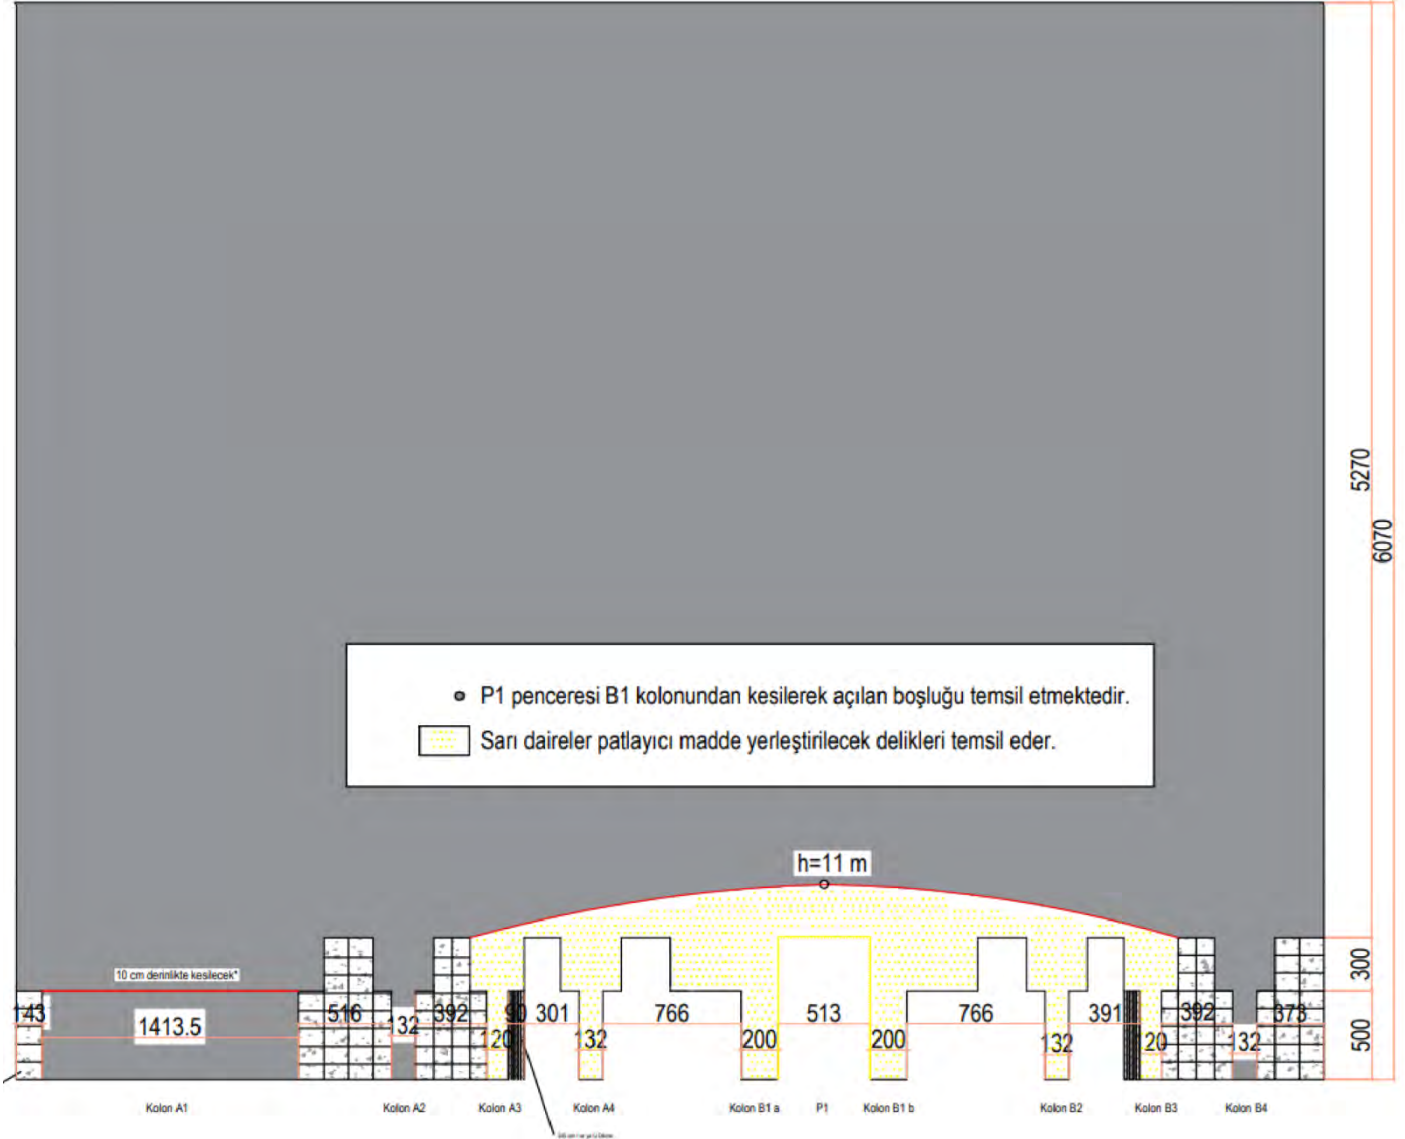 5270
6070
P1 penceresi B1 kolonundan kesilerek açılan boşluğu temsil etmektedir.
Sarı daireler patlayıcı madde yerleştirilecek delikleri temsil eder.
h=11 m
10 cm derinlikte kesilecek*
300
143
1413.5
516
132
392
90
120
301
132
766
200
513
200
766
132
391
20
392
132
373
500
Kolon A1
Kolon A2
Kolon A3
Kolon A4
Kolon B1 a
P1
Kolon B1 b
Kolon B2
Kolon B3
Kolon B4